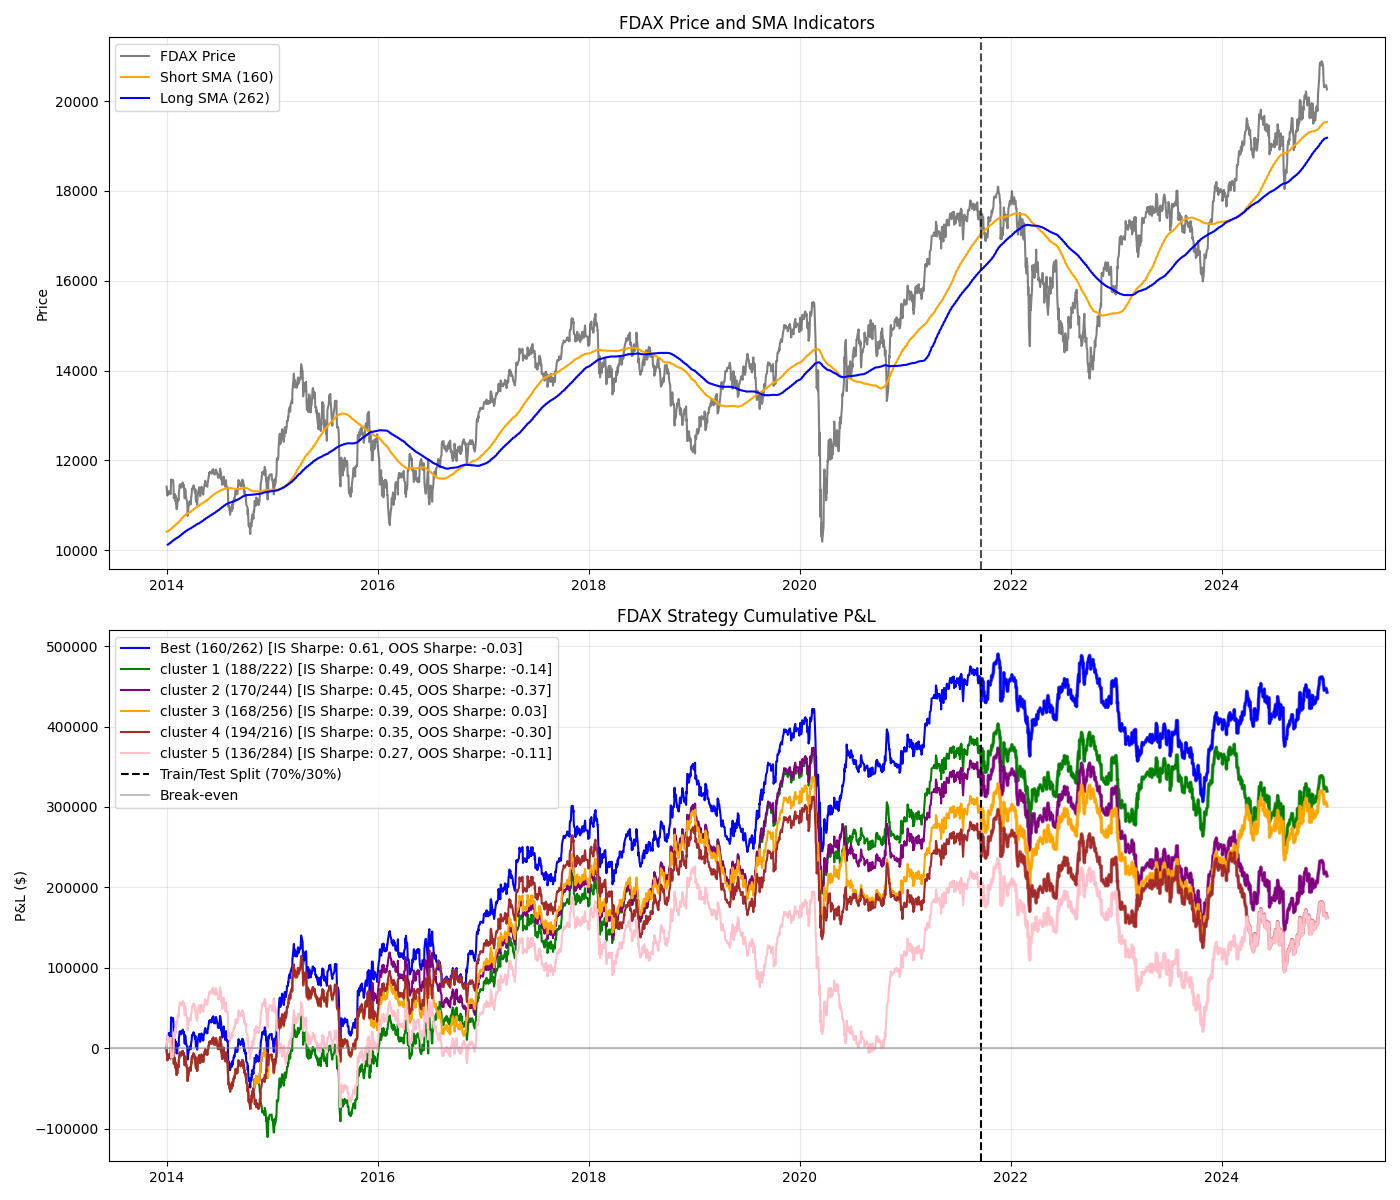 FDAX Price and SMA Indicators
FDAX Price
Short SMA (160)
Long SMA (262)
Price
20000
18000
16000
14000
12000
10000
2014
2016
2018
2020
2022
2024
FDAX Strategy Cumulative P&L
Best (160/262) [IS Sharpe: 0.61, OOS Sharpe: -0.03]
cluster 1 (188/222) [IS Sharpe: 0.49, OOS Sharpe: -0.14]
cluster 2 (170/244) [IS Sharpe: 0.45, OOS Sharpe: -0.37]
cluster 3 (168/256) [IS Sharpe: 0.39, OOS Sharpe: 0.03]
cluster 4 (194/216) [IS Sharpe: 0.35, OOS Sharpe: -0.30]
cluster 5 (136/284) [IS Sharpe: 0.27, OOS Sharpe: -0.11]
Train/Test Split (70%/30%)
Break-even
P&L ($)
500000
400000
300000
200000
100000
0
−100000
2014
2016
2018
2020
2022
2024